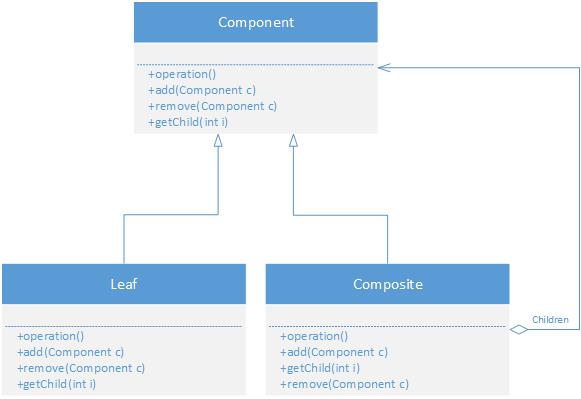 Component
+operation()
+add(Component c)
+remove(Component c)
+getChild(int i)
Leaf
+operation()
+add(Component c)
+remove(Component c)
+getChild(int i)
Composite
+operation()
+add(Component c)
+getChild(int i)
+remove(Component c)
Children